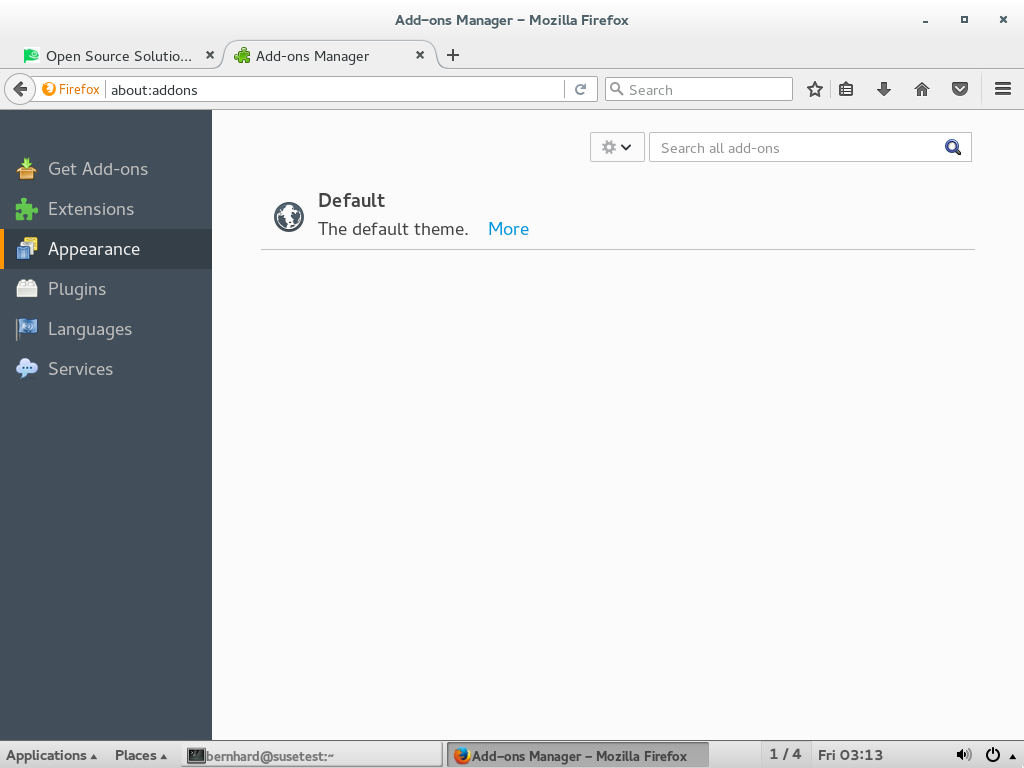 Add-ons Manager - Mozilla Firefox
Open Source Solutio...
Add-ons Manager
Firefox
about:addons
Search
Search all add-ons
Get Add-ons
Extensions
Appearance
Plugins
Languages
Services
Default
The default theme. More
Applications
Places
bernhard@susetest:~
Add-ons Manager - Mozilla Firefox
1 / 4
Fri 03:13